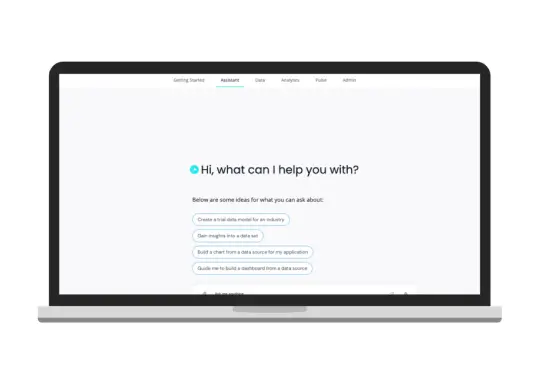 Getting Started Assistant Data Analytics Pulse Admin
Hi, what can I help you with?
Below are some ideas for what you can ask about:
Create a trial data model for an industry
Gain insights into a data set
Build a chart from a data source for my application
Guide me to build a dashboard from a data source